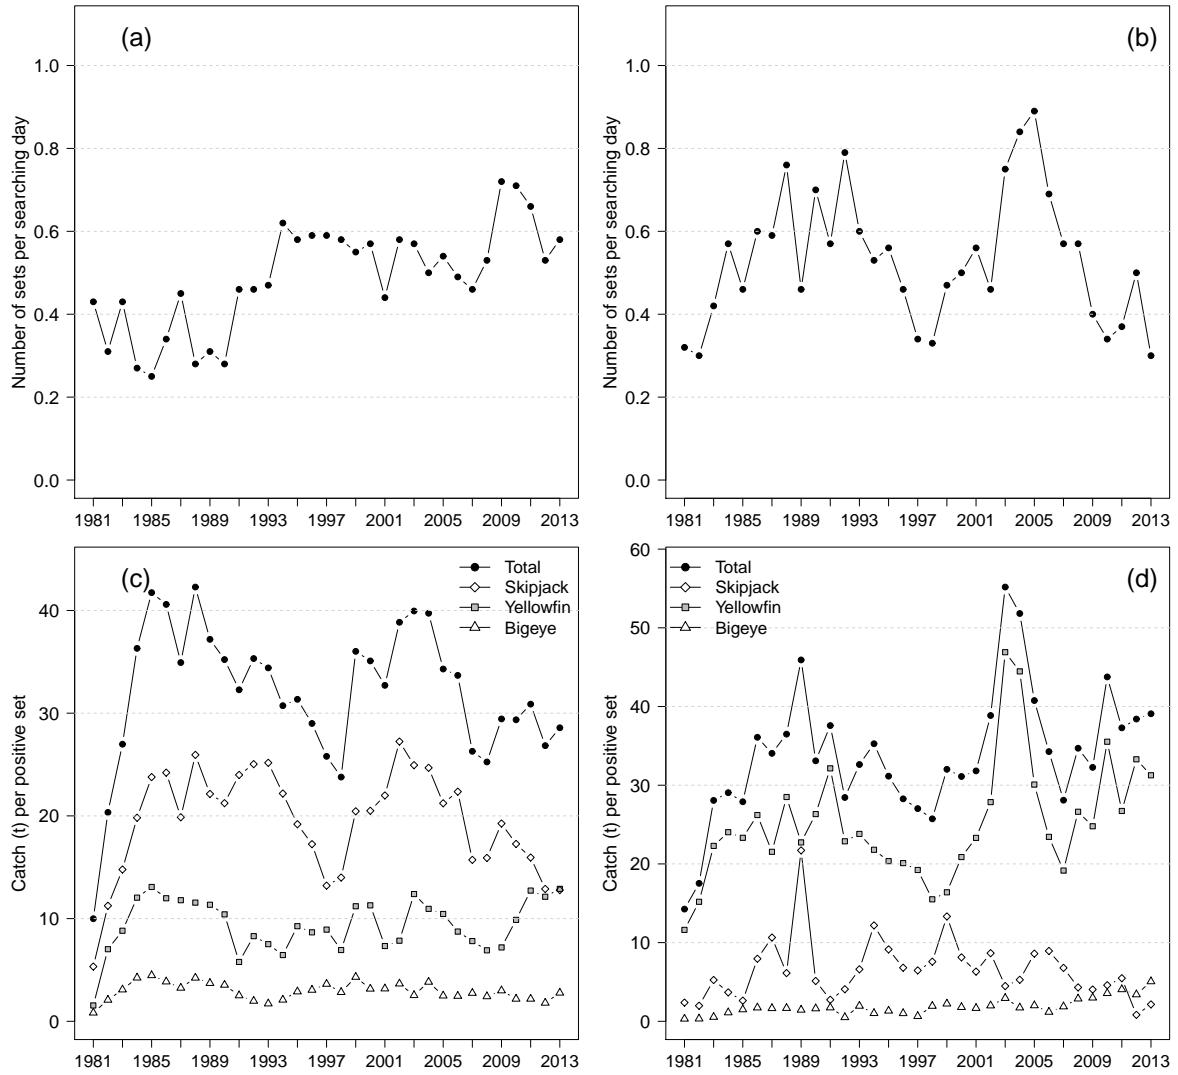 (a)
1.0
0.8
0.6
0.4
0.2
0.0
Number of sets per searching day
1981 1985 1989 1993 1997 2001 2005 2009 2013
(b)
1.0
0.8
0.6
0.4
0.2
0.0
Number of sets per searching day
1981 1985 1989 1993 1997 2001 2005 2009 2013
(c)
Total
Skipjack
Yellowfin
Bigeye
40
30
20
10
0
Catch (t) per positive set
1981 1985 1989 1993 1997 2001 2005 2009 2013
(d)
Total
Skipjack
Yellowfin
Bigeye
60
50
40
30
20
10
0
Catch (t) per positive set
1981 1985 1989 1993 1997 2001 2005 2009 2013